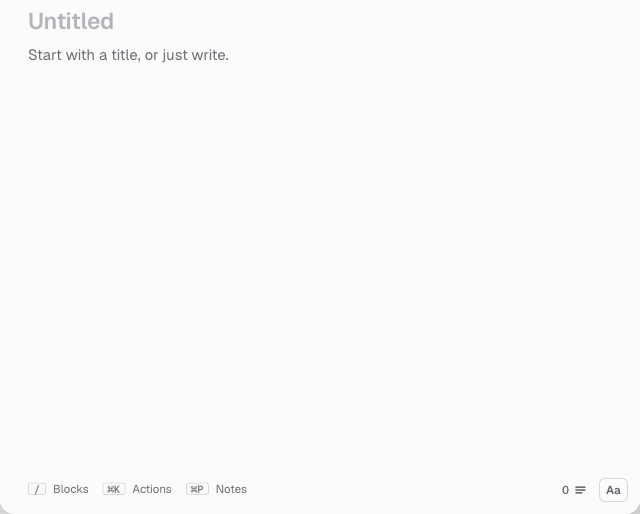 Untitled
Start with a title, or just write.
/ Blocks ⌘K Actions ⌘P Notes 0 Aa